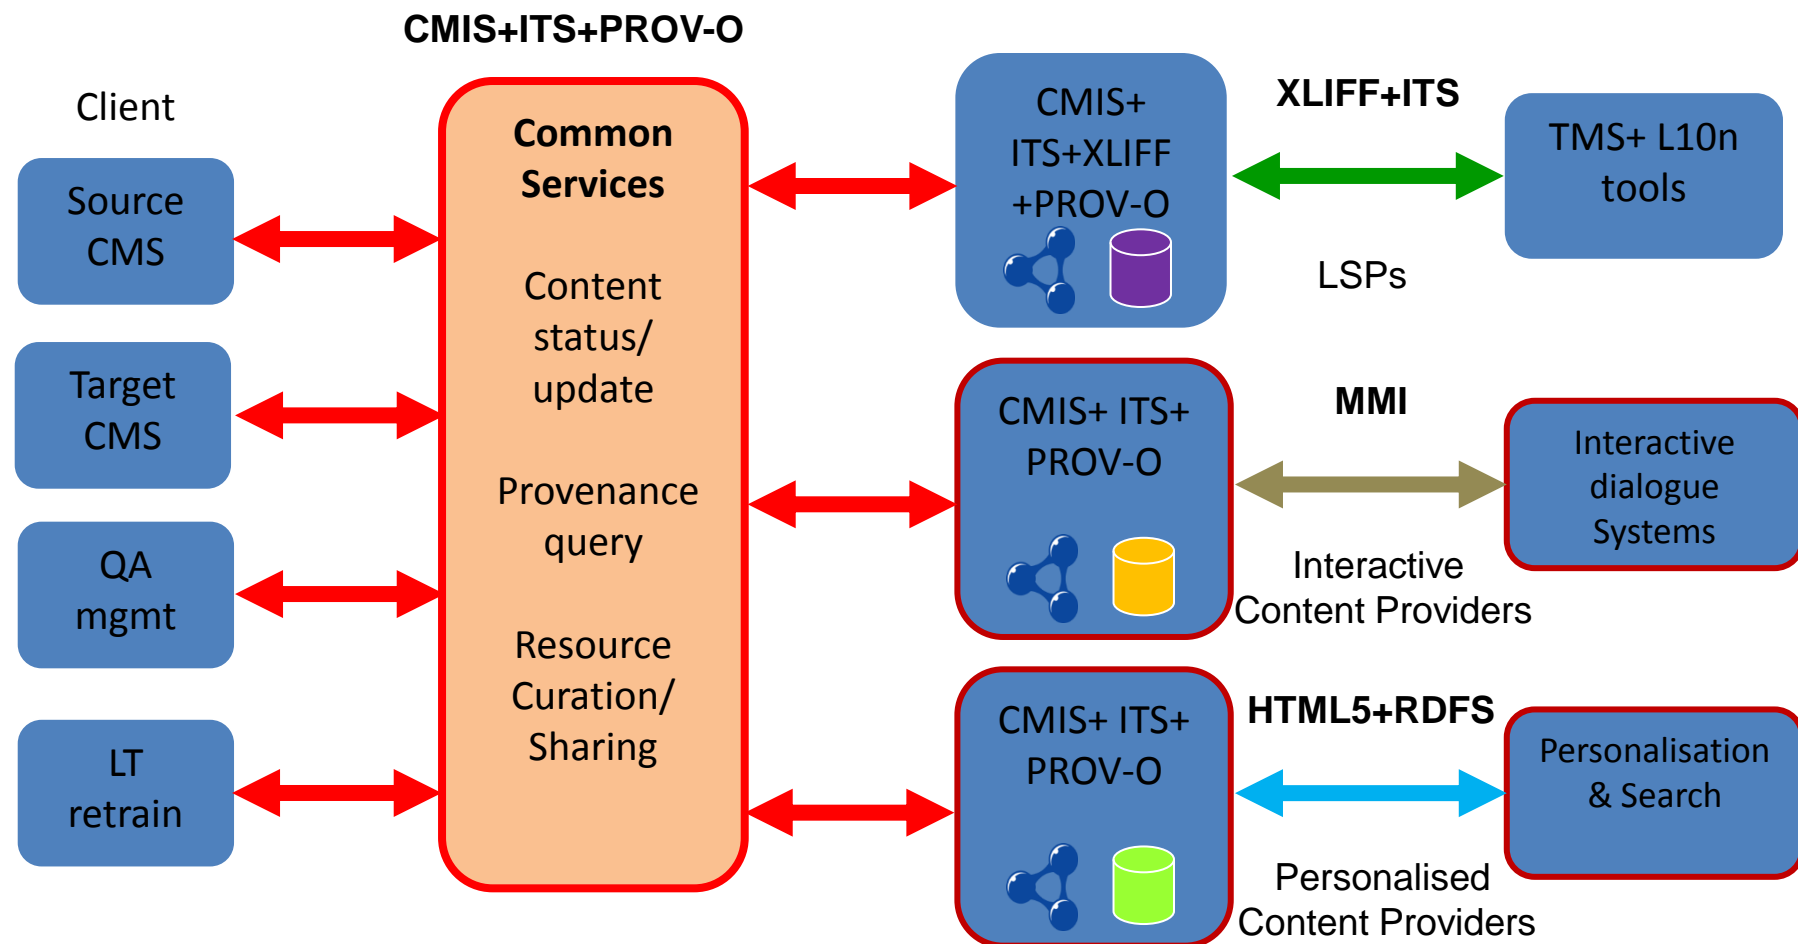 CMIS+ITS+PROV-O
Client
Source
CMS
Target
CMS
QA
mgmt
LT
retrain
Common
Services
Content
status/
update
Provenance
query
Resource
Curation/
Sharing
CMIS+
ITS+XLIFF
+PROV-O
XLIFF+ITS
LSPs
TMS+ L10n
tools
CMIS+ ITS+
PROV-O
MMI
Interactive
Content Providers
Interactive
dialogue
Systems
CMIS+ ITS+
PROV-O
HTML5+RDFS
Personalised
Content Providers
Personalisation
& Search